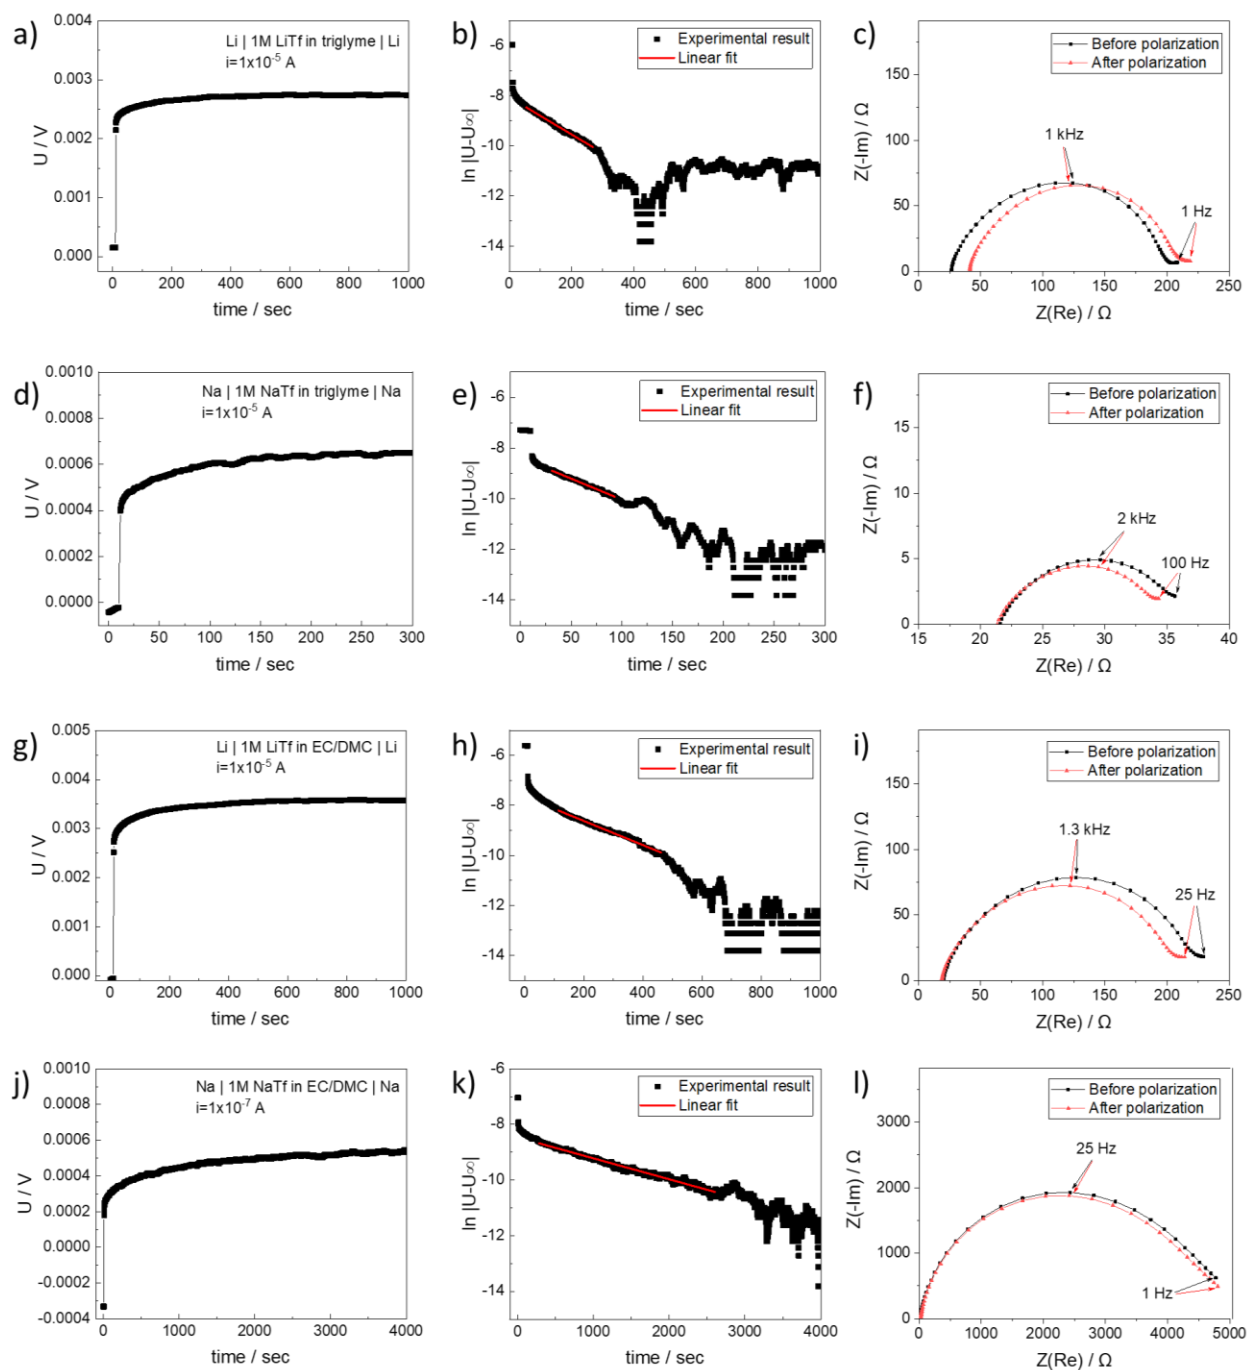 a)
Li | 1M LiTf in triglyme | Li
i=1x10⁻⁵ A
0.004
0.003
0.002
0.001
0.000
U / V
0 200 400 600 800 1000
time / sec
b)
Experimental result
Linear fit
-6
-8
-10
-12
-14
ln |U-U∞|
0 200 400 600 800 1000
time / sec
c)
Before polarization
After polarization
175
150
125
100
75
50
25
0
Z(-Im) / Ω
1 kHz
1 Hz
0 50 100 150 200 250
Z(Re) / Ω
d)
Na | 1M NaTf in triglyme | Na
i=1x10⁻⁵ A
0.0010
0.0008
0.0006
0.0004
0.0002
0.0000
U / V
0 50 100 150 200 250 300
time / sec
e)
Experimental result
Linear fit
-6
-8
-10
-12
-14
ln |U-U∞|
0 50 100 150 200 250 300
time / sec
f)
Before polarization
After polarization
15
10
5
0
Z(-Im) / Ω
2 kHz
100 Hz
15 20 25 30 35 40
Z(Re) / Ω
g)
Li | 1M LiTf in EC/DMC | Li
i=1x10⁻⁵ A
0.005
0.004
0.003
0.002
0.001
0.000
U / V
0 200 400 600 800 1000
time / sec
h)
Experimental result
Linear fit
-6
-8
-10
-12
-14
ln |U-U∞|
0 200 400 600 800 1000
time / sec
i)
Before polarization
After polarization
175
150
125
100
75
50
25
0
Z(-Im) / Ω
1.3 kHz
25 Hz
0 50 100 150 200 250
Z(Re) / Ω
j)
Na | 1M NaTf in EC/DMC | Na
i=1x10⁻⁷ A
0.0010
0.0008
0.0006
0.0004
0.0002
0.0000
-0.0002
-0.0004
U / V
0 1000 2000 3000 4000
time / sec
k)
Experimental result
Linear fit
-6
-8
-10
-12
-14
ln |U-U∞|
0 1000 2000 3000 4000
time / sec
l)
Before polarization
After polarization
3000
2000
1000
0
Z(-Im) / Ω
25 Hz
1 Hz
0 1000 2000 3000 4000 5000
Z(Re) / Ω